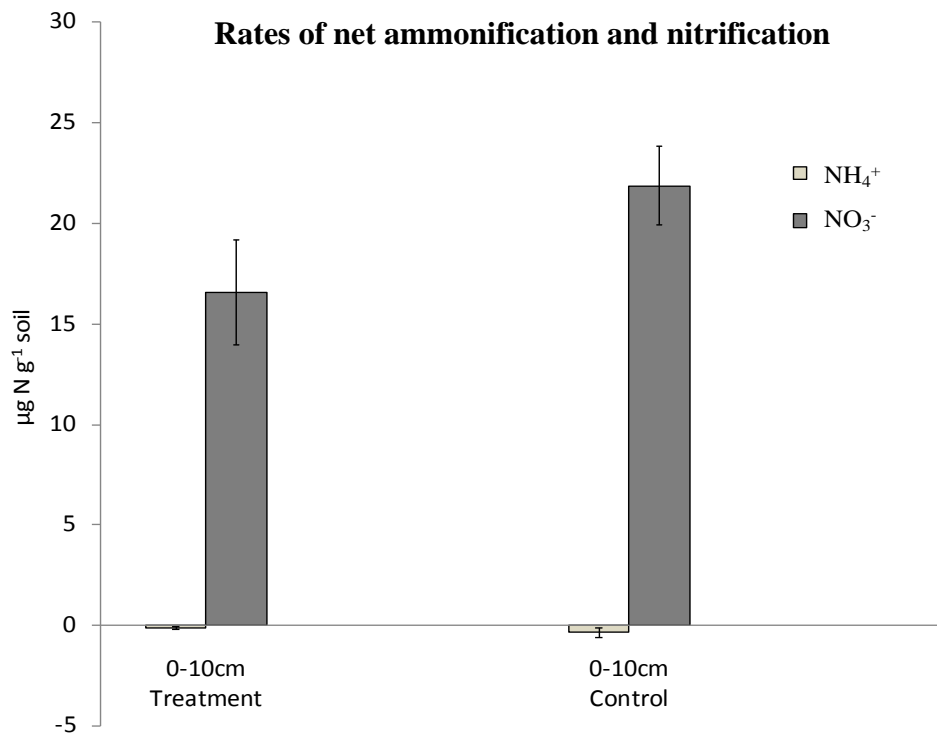 Rates of net ammonification and nitrification
30
25
20
15
10
5
0
-5
µg N g⁻¹ soil
NH₄⁺
NO₃⁻
0-10cm
Treatment
0-10cm
Control